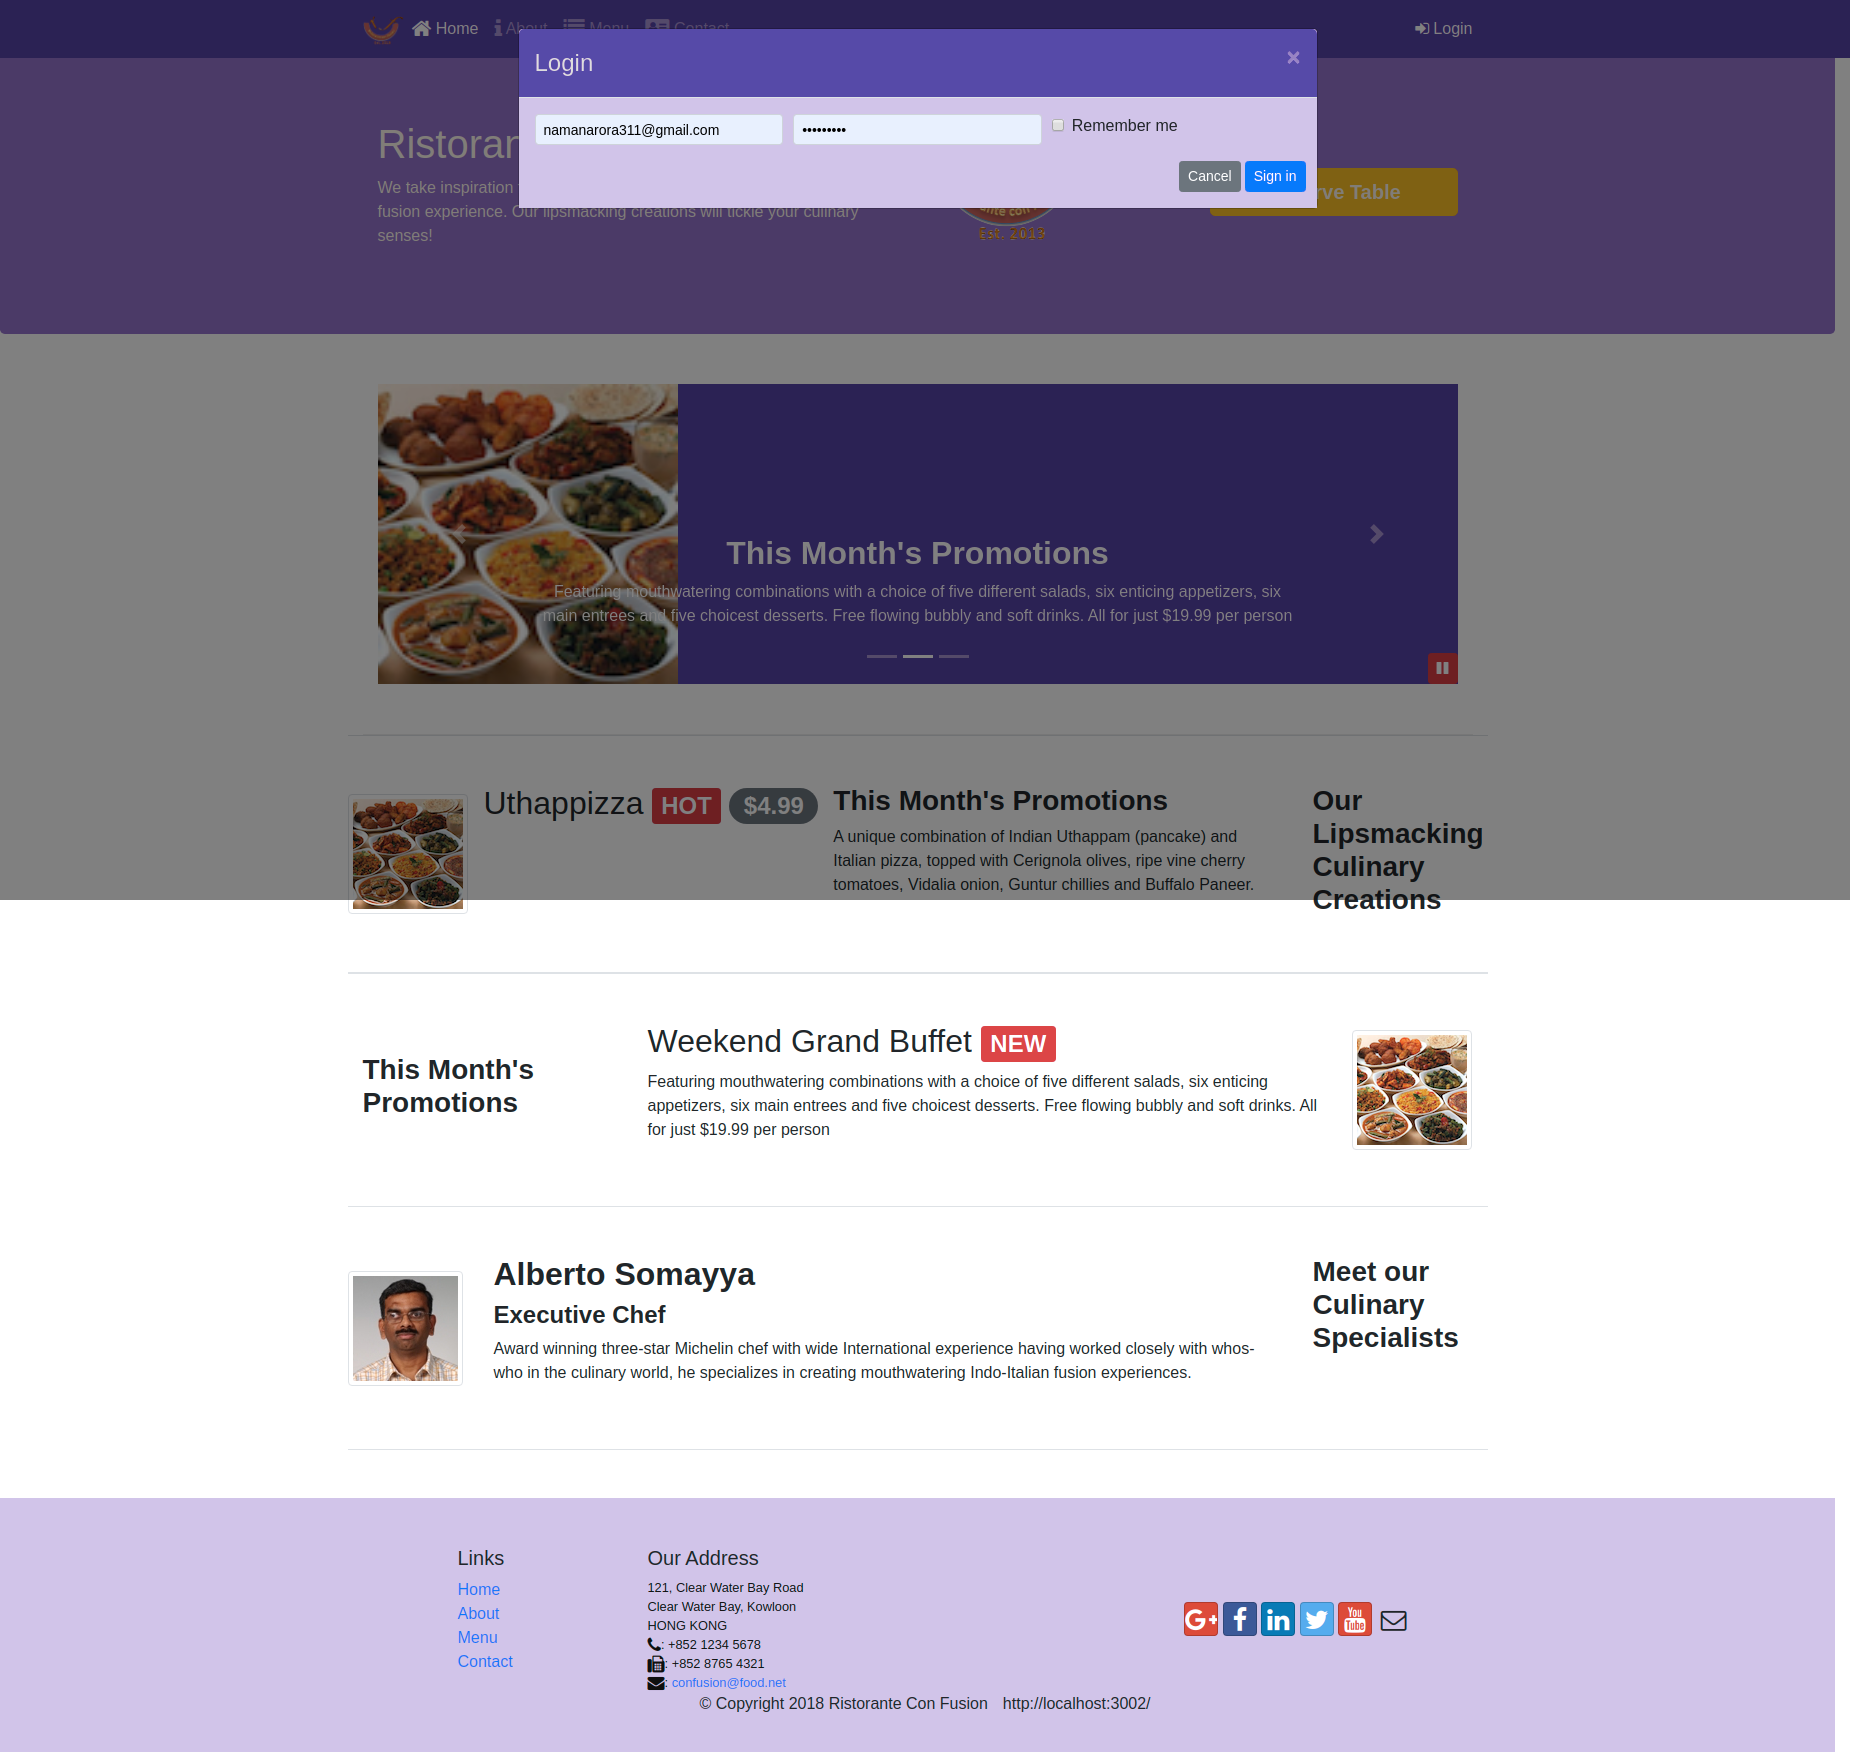 Home About Menu Contact Login
Login ×
namanarora311@gmail.com ••••••••• Remember me
Cancel Sign in
Ristoran
We take inspiration
fusion experience. Our lipsmacking creations will tickle your culinary
senses!
Est. 2013
rve Table
This Month's Promotions
Featuring mouthwatering combinations with a choice of five different salads, six enticing appetizers, six
main entrees and five choicest desserts. Free flowing bubbly and soft drinks. All for just $19.99 per person
Uthappizza HOT $4.99
This Month's Promotions
A unique combination of Indian Uthappam (pancake) and
Italian pizza, topped with Cerignola olives, ripe vine cherry
tomatoes, Vidalia onion, Guntur chillies and Buffalo Paneer.
Our
Lipsmacking
Culinary
Creations
This Month's
Promotions
Weekend Grand Buffet NEW
Featuring mouthwatering combinations with a choice of five different salads, six enticing
appetizers, six main entrees and five choicest desserts. Free flowing bubbly and soft drinks. All
for just $19.99 per person
Alberto Somayya
Executive Chef
Award winning three-star Michelin chef with wide International experience having worked closely with whos-
who in the culinary world, he specializes in creating mouthwatering Indo-Italian fusion experiences.
Meet our
Culinary
Specialists
Links
Home
About
Menu
Contact
Our Address
121, Clear Water Bay Road
Clear Water Bay, Kowloon
HONG KONG
: +852 1234 5678
: +852 8765 4321
: confusion@food.net
G+ f in You Tube
© Copyright 2018 Ristorante Con Fusion http://localhost:3002/